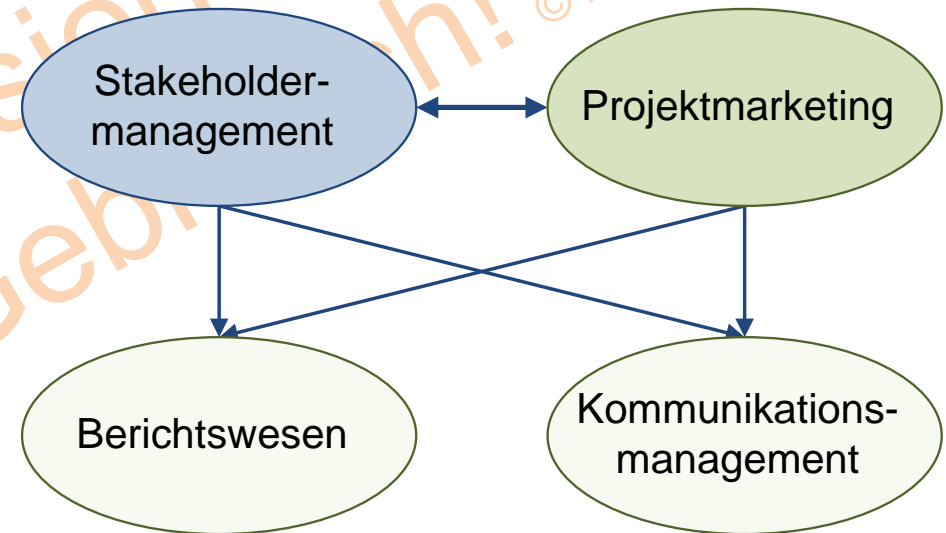 Stakeholder-
management
Projektmarketing
Berichtswesen
Kommunikations-
management
©